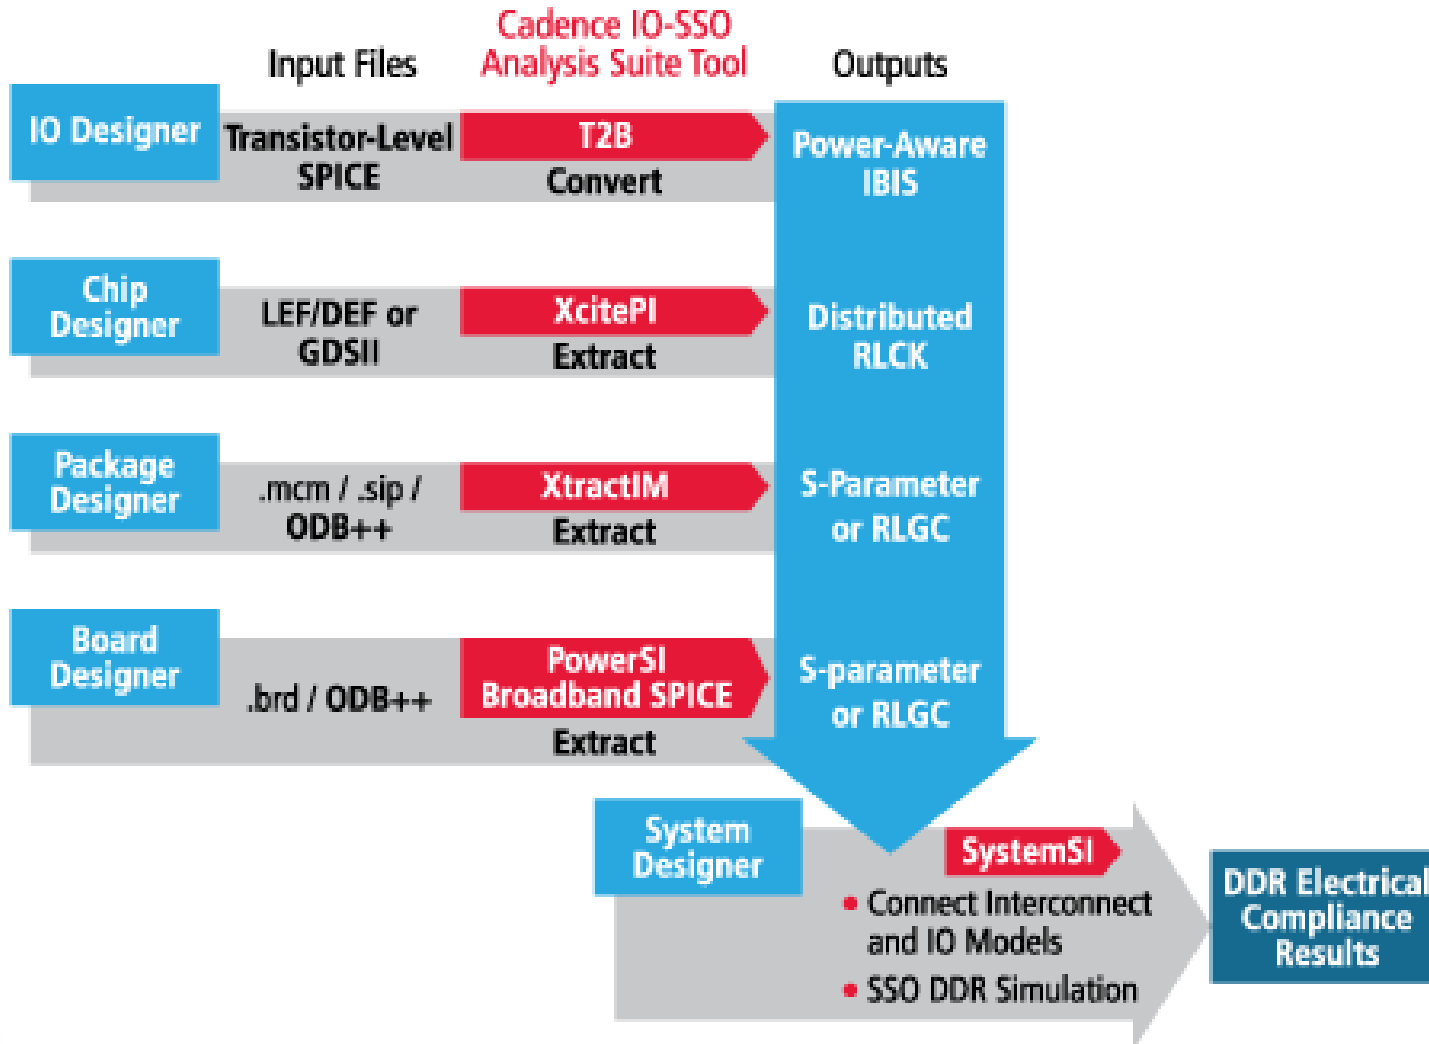 Input Files
Cadence IO-SSO
Analysis Suite Tool
Outputs
IO Designer
Transistor-Level
SPICE
T2B
Convert
Power-Aware
IBIS
Chip
Designer
LEF/DEF or
GDSII
XcitePI
Extract
Distributed
RLCK
Package
Designer
.mcm / .sip /
ODB++
XtractIM
Extract
S-Parameter
or RLGC
Board
Designer
.brd / ODB++
PowerSI
Broadband SPICE
Extract
S-parameter
or RLGC
System
Designer
SystemSI
• Connect Interconnect
and IO Models
• SSO DDR Simulation
DDR Electrical
Compliance
Results